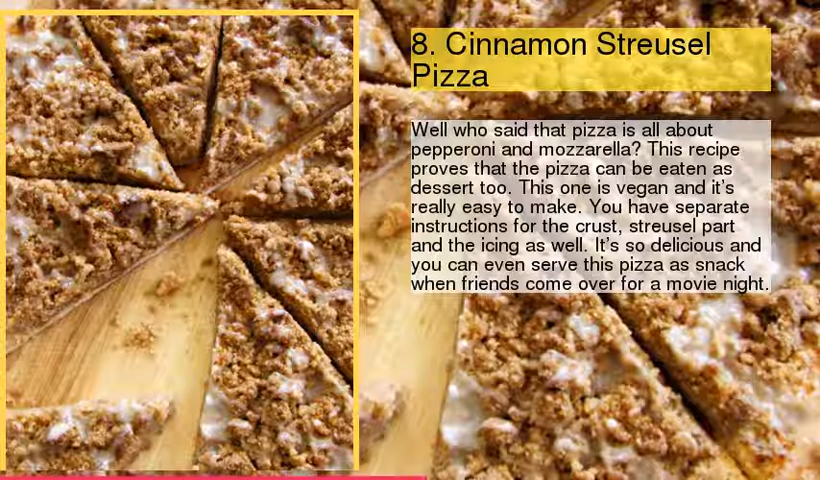 8. Cinnamon Streusel
Pizza
Well who said that pizza is all about
pepperoni and mozzarella? This recipe
proves that the pizza can be eaten as
dessert too. This one is vegan and it's
really easy to make. You have separate
instructions for the crust, streusel part
and the icing as well. It's so delicious and
you can even serve this pizza as snack
when friends come over for a movie night.